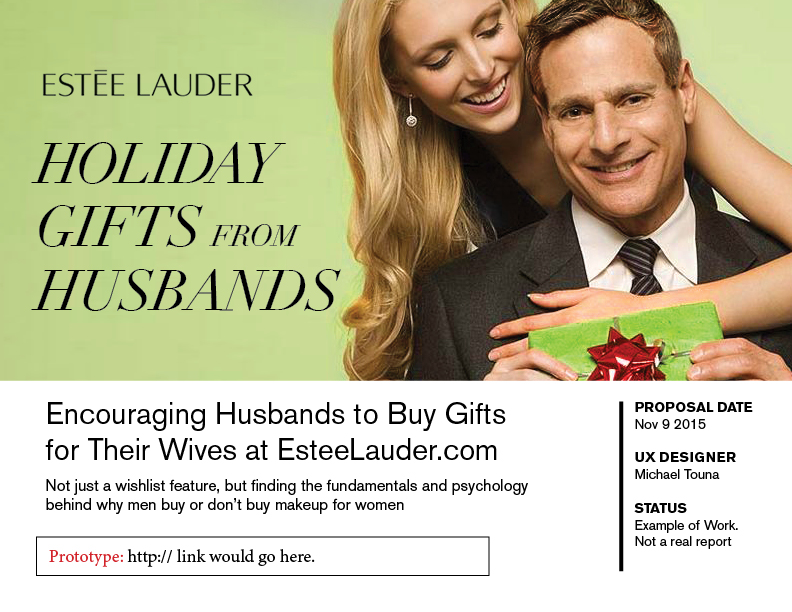 ESTĒE LAUDER
HOLIDAY
GIFTS FROM
HUSBANDS
Encouraging Husbands to Buy Gifts
for Their Wives at EsteeLauder.com
Not just a wishlist feature, but finding the fundamentals and psychology
behind why men buy or don’t buy makeup for women
Prototype: http:// link would go here.
PROPOSAL DATE
Nov 9 2015
UX DESIGNER
Michael Touna
STATUS
Example of Work.
Not a real report